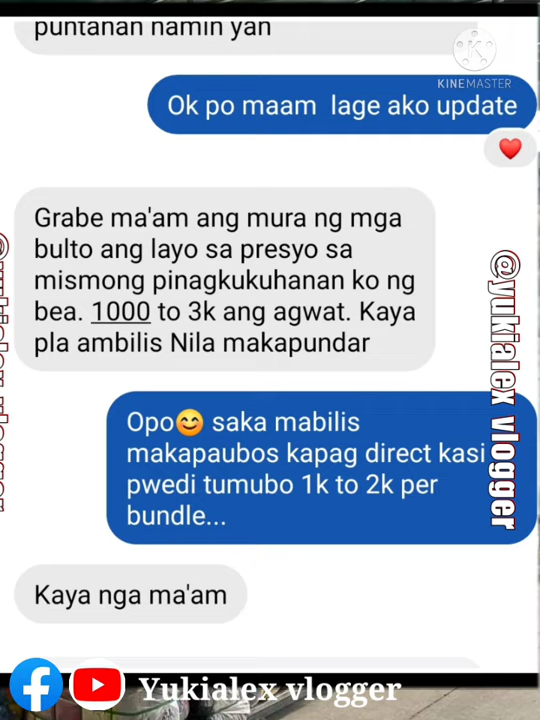 puntahan namin yan
KINEMASTER
Ok po maam lage ako update
Grabe ma'am ang mura ng mga
bulto ang layo sa presyo sa
mismong pinagkukuhanan ko ng
bea. 1000 to 3k ang agwat. Kaya
pla ambilis Nila makapundar
Opo😊 saka mabilis
makapaubos kapag direct kasi
pwedi tumubo 1k to 2k per
bundle...
Kaya nga ma'am
@yukialex vlogger
@yukialex vlogger
Yukialex vlogger